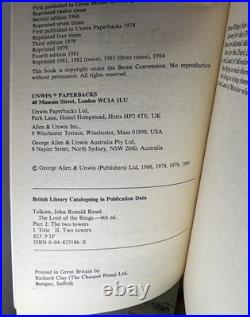 First published in Great Britain by
First published
Reprinted twelve times
Second edition 1966
Reprinted seven times
First published in Unwin Paperbacks 1974
Reprinted four times
Third edition 1979
Reprinted 1979
Fourth edition 1981
Reprinted 1981, 1982 (twice), 1983 (three times), 1984
This book is copyright under the Berne Convention. No reproduction
without permission. All rights reserved.
UNWIN PAPERBACKS
40 Museum Street, London WC1A 1LU
Unwin Paperbacks Ltd,
Park Lane, Hemel Hempstead, Herts HP2 4TE, UK
Allen & Unwin Inc.,
9 Winchester Terrace, Winchester, Mass 01890, USA
George Allen & Unwin Australia Pty Ltd,
8 Napier Street, North Sydney, NSW 2060, Australia
© George Allen & Unwin (Publishers) Ltd, 1966, 1974, 1979, 1981
British Library Cataloguing in Publication Data
Tolkien, John Ronald Reuel
The Lord of the Rings.—4th ed.
Part 2: The two towers
I. Title II. Two towers
823'.9'1F
ISBN 0-04-823186-X
Printed in Great Britain by
Richard Clay (The Chaucer Press) Ltd,
Bungay, Suffolk